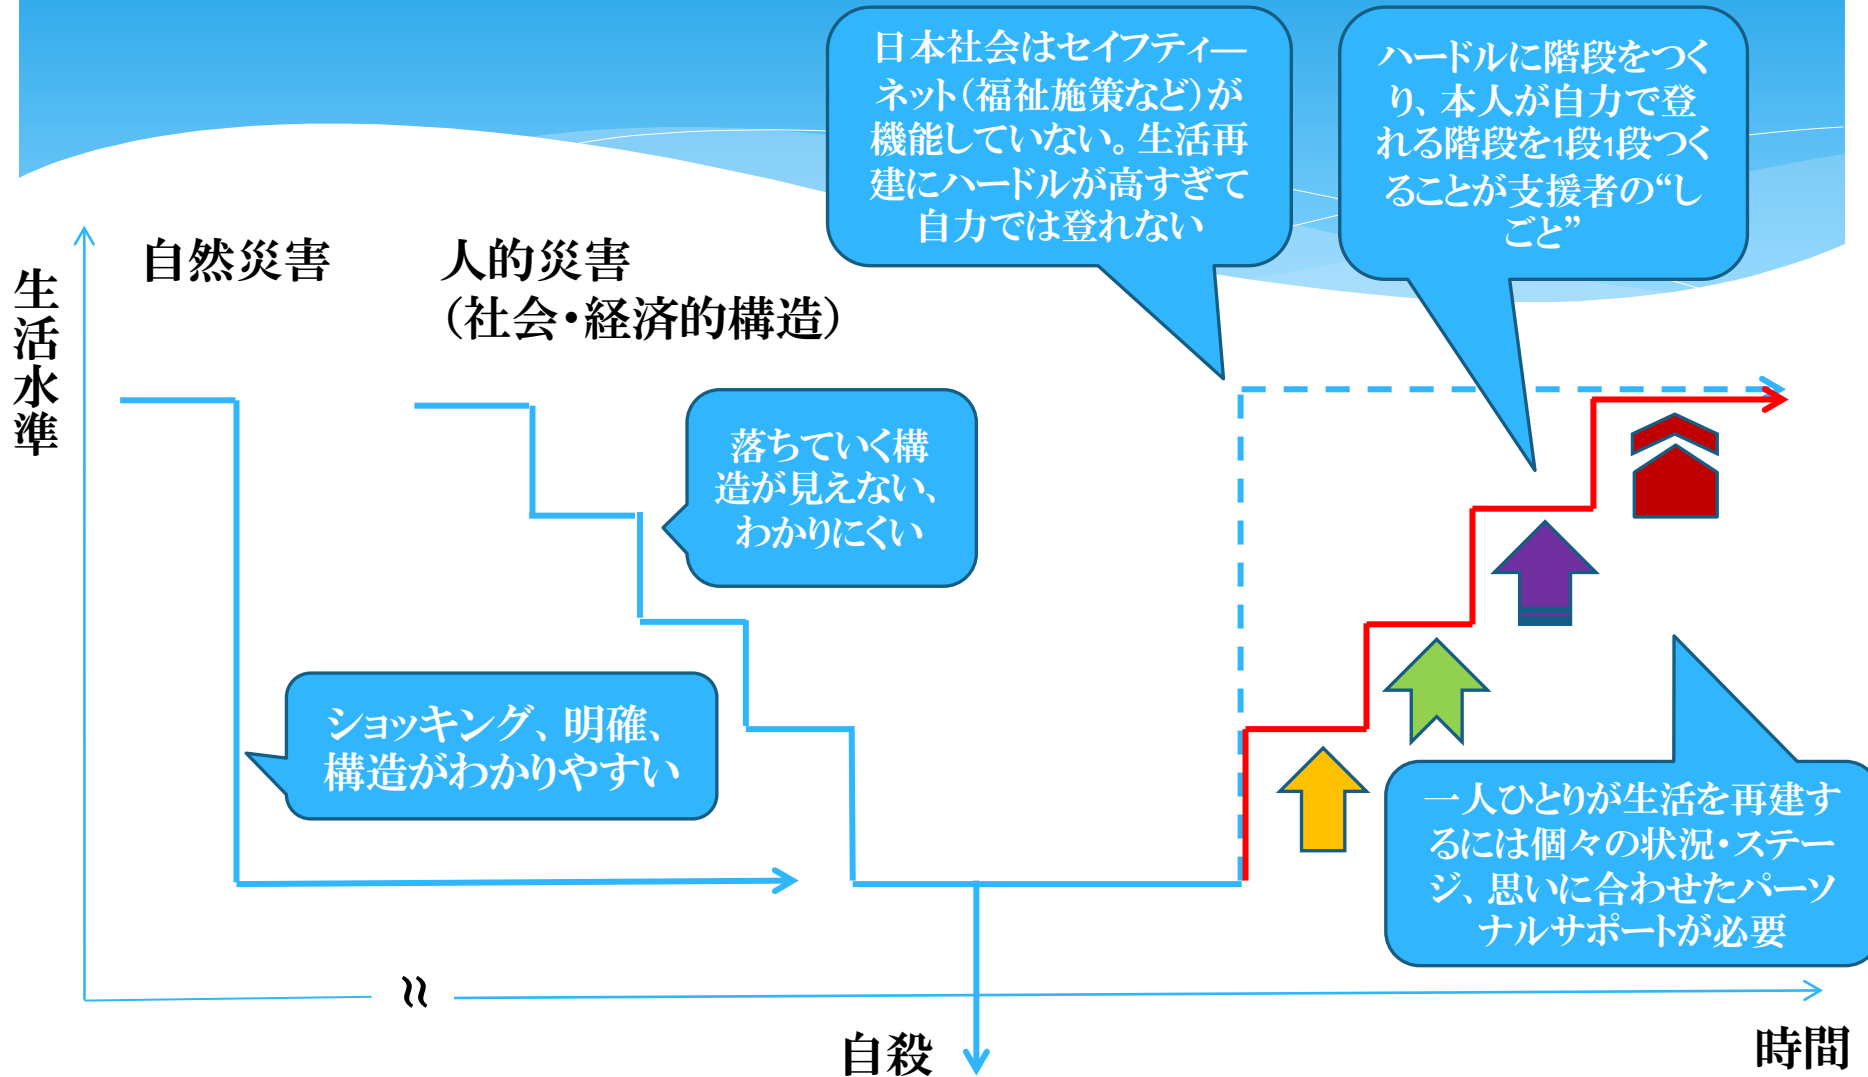 日本社会はセイフティー
ネット（福祉施策など）が
機能していない。生活再
建にハードルが高すぎて
自力では登れない
ハードルに階段をつく
り、本人が自力で登
れる階段を1段1段つく
ることが支援者の“し
ごと”
生活水準
自然災害
人的災害
（社会・経済的構造）
落ちていく構
造が見えない、
わかりにくい
ショッキング、明確、
構造がわかりやすい
一人ひとりが生活を再建す
るには個々の状況・ステー
ジ、思いに合わせたパーソ
ナルサポートが必要
≈
自殺
時間